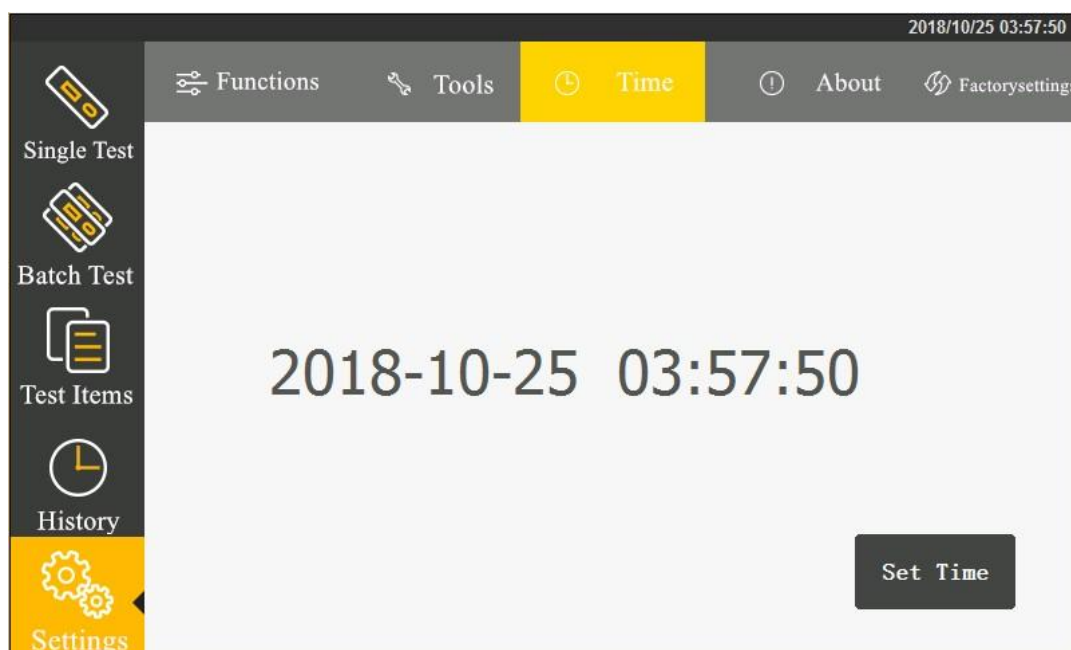 2018/10/25 03:57:50
Functions
Tools
Time
About
Factorysetting
Single Test
Batch Test
Test Items
History
Settings
2018-10-25 03:57:50
Set Time